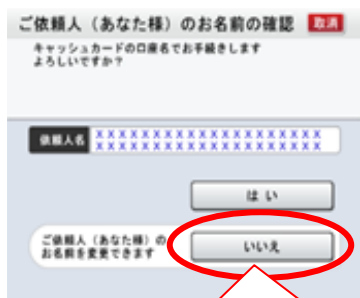 ご依頼人（あなた様）のお名前の確認 取消
キャッシュカードの口座名でお手続きします
よろしいですか？
依頼人名 XXXXXXXXXXXXXXXXXXXX
XXXXXXXXXXXXXXXXXXXX
はい
ご依頼人（あなた様）の
お名前を変更できます
いいえ